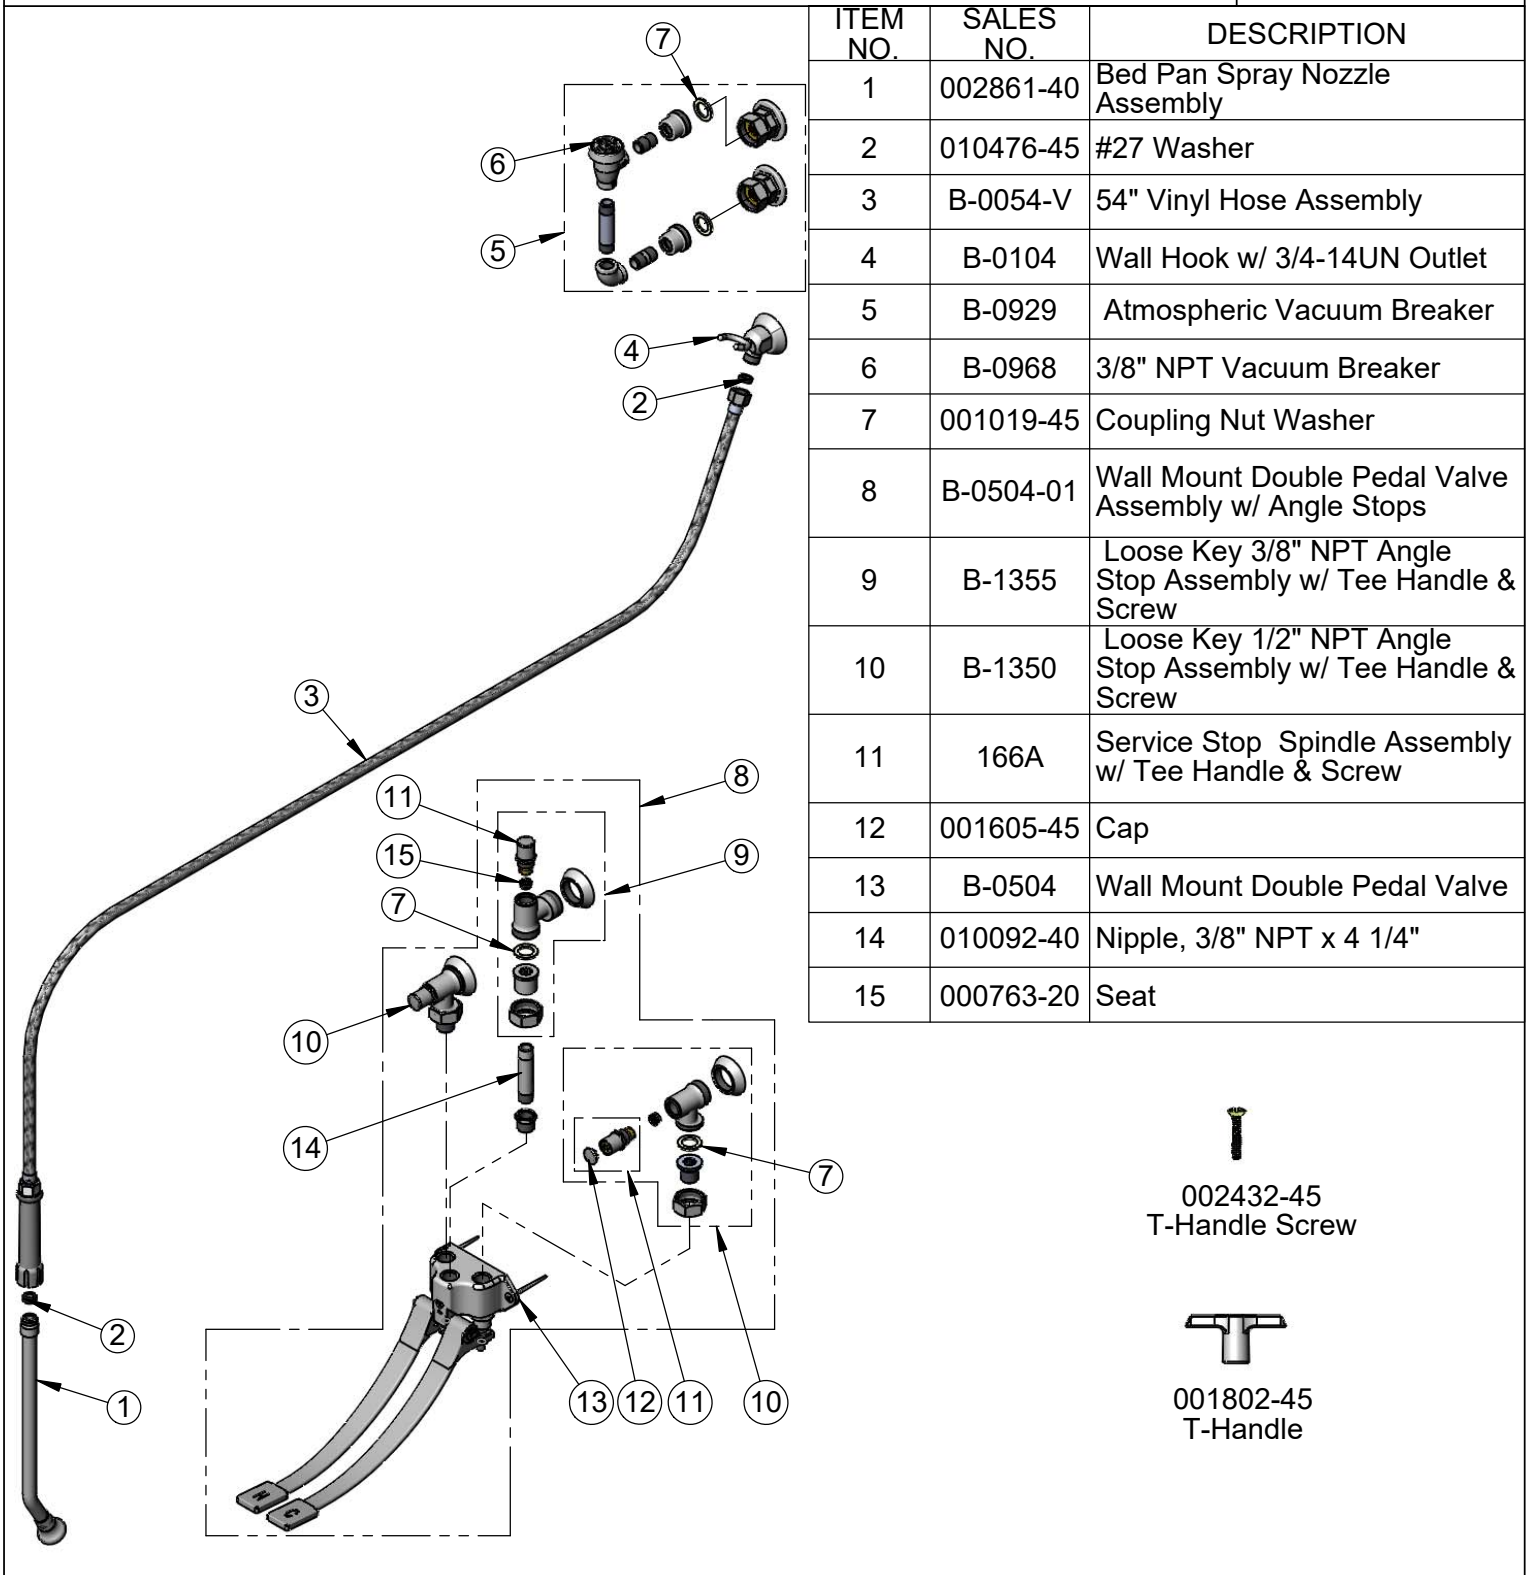 ITEM NO. SALES NO. DESCRIPTION
1 002861-40 Bed Pan Spray Nozzle
Assembly
2 010476-45 #27 Washer
3 B-0054-V 54" Vinyl Hose Assembly
4 B-0104 Wall Hook w/ 3/4-14UN Outlet
5 B-0929 Atmospheric Vacuum Breaker
6 B-0968 3/8" NPT Vacuum Breaker
7 001019-45 Coupling Nut Washer
8 B-0504-01 Wall Mount Double Pedal Valve
Assembly w/ Angle Stops
9 B-1355 Loose Key 3/8" NPT Angle
Stop Assembly w/ Tee Handle &
Screw
10 B-1350 Loose Key 1/2" NPT Angle
Stop Assembly w/ Tee Handle &
Screw
11 166A Service Stop Spindle Assembly
w/ Tee Handle & Screw
12 001605-45 Cap
13 B-0504 Wall Mount Double Pedal Valve
14 010092-40 Nipple, 3/8" NPT x 4 1/4"
15 000763-20 Seat
7
6
5
4
2
3
8
11
15
9
7
10
14
7
2
1
13
12
11
10
H
C
002432-45
T-Handle Screw
001802-45
T-Handle